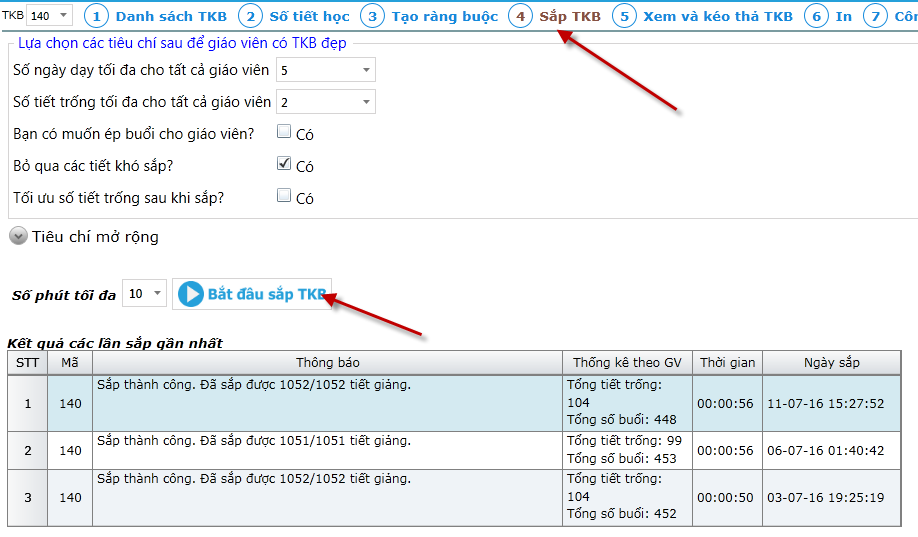 TKB 140 1 Danh sách TKB 2 Số tiết học 3 Tạo ràng buộc 4 Sắp TKB 5 Xem và kéo thả TKB 6 In 7 Côn
Lựa chọn các tiêu chí sau để giáo viên có TKB đẹp
Số ngày dạy tối đa cho tất cả giáo viên 5
Số tiết trống tối đa cho tất cả giáo viên 2
Bạn có muốn ép buổi cho giáo viên? Có
Bỏ qua các tiết khó sắp? Có
Tối ưu số tiết trống sau khi sắp? Có
Tiêu chí mở rộng
Số phút tối đa 10 Bắt đầu sắp TKB
Kết quả các lần sắp gần nhất
STT Mã Thông báo Thống kê theo GV Thời gian Ngày sắp
1 140 Sắp thành công. Đã sắp được 1052/1052 tiết giảng. Tổng tiết trống:
104
Tổng số buổi: 448 00:00:56 11-07-16 15:27:52
2 140 Sắp thành công. Đã sắp được 1051/1051 tiết giảng. Tổng tiết trống: 99
Tổng số buổi: 453 00:00:56 06-07-16 01:40:42
3 140 Sắp thành công. Đã sắp được 1052/1052 tiết giảng. Tổng tiết trống:
104
Tổng số buổi: 452 00:00:50 03-07-16 19:25:19